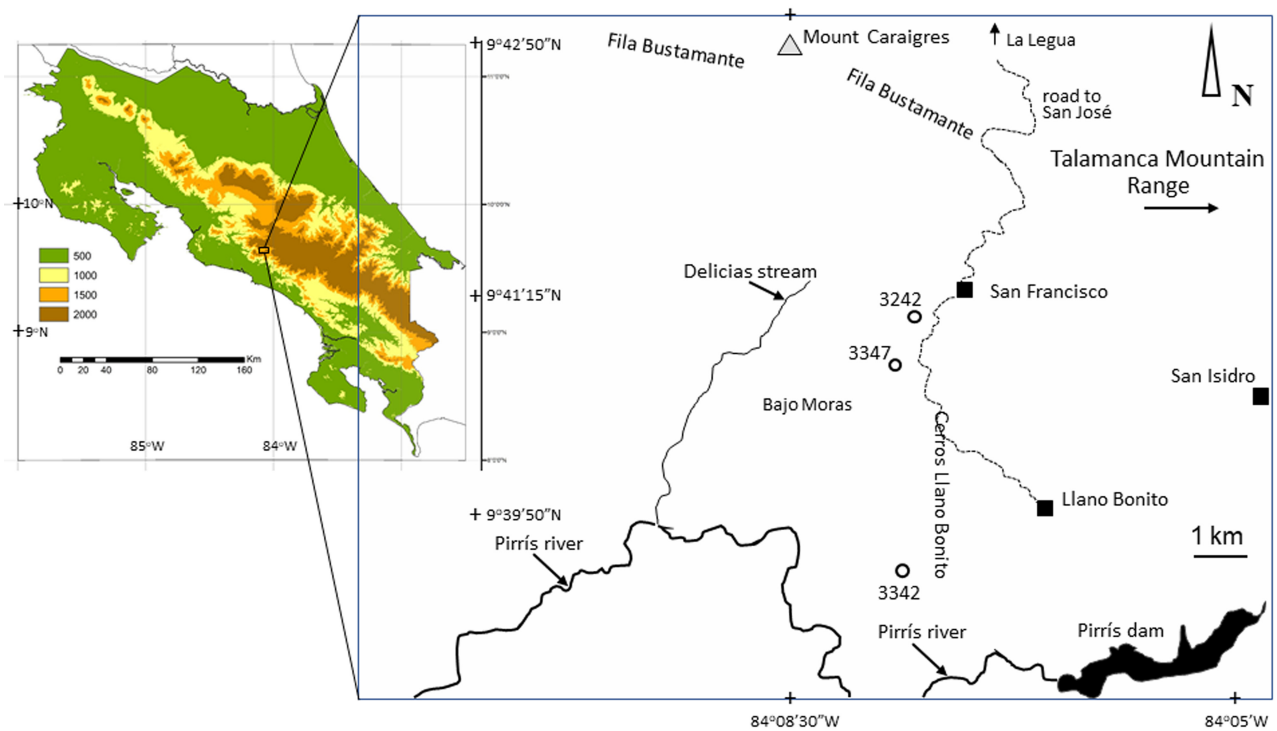 Fila Bustamante
Mount Caraigres
La Legua
N
9°42'50"N
Fila Bustamante
road to
San José
Talamanca Mountain
Range
10°N
500
1000
1500
2000
9°N
Km
0 20 40 80 120 160
85°W
84°W
Delicias stream
9°41'15"N
3242
San Francisco
3347
San Isidro
Bajo Moras
Cerros Llano Bonito
Llano Bonito
9°39'50"N
Pirrís river
1 km
3342
Pirrís river
Pirrís dam
84°08'30"W
84°05'W